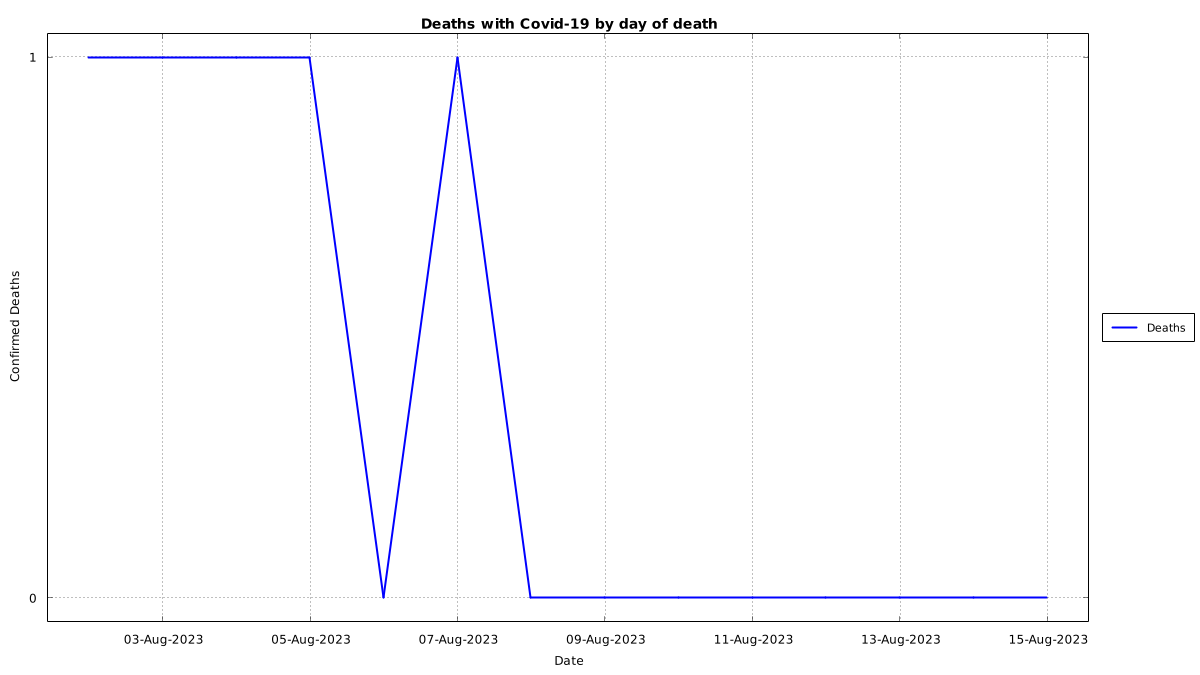 Deaths with Covid-19 by day of death
1
0
Confirmed Deaths
03-Aug-2023 05-Aug-2023 07-Aug-2023 09-Aug-2023 11-Aug-2023 13-Aug-2023 15-Aug-2023
Date
Deaths